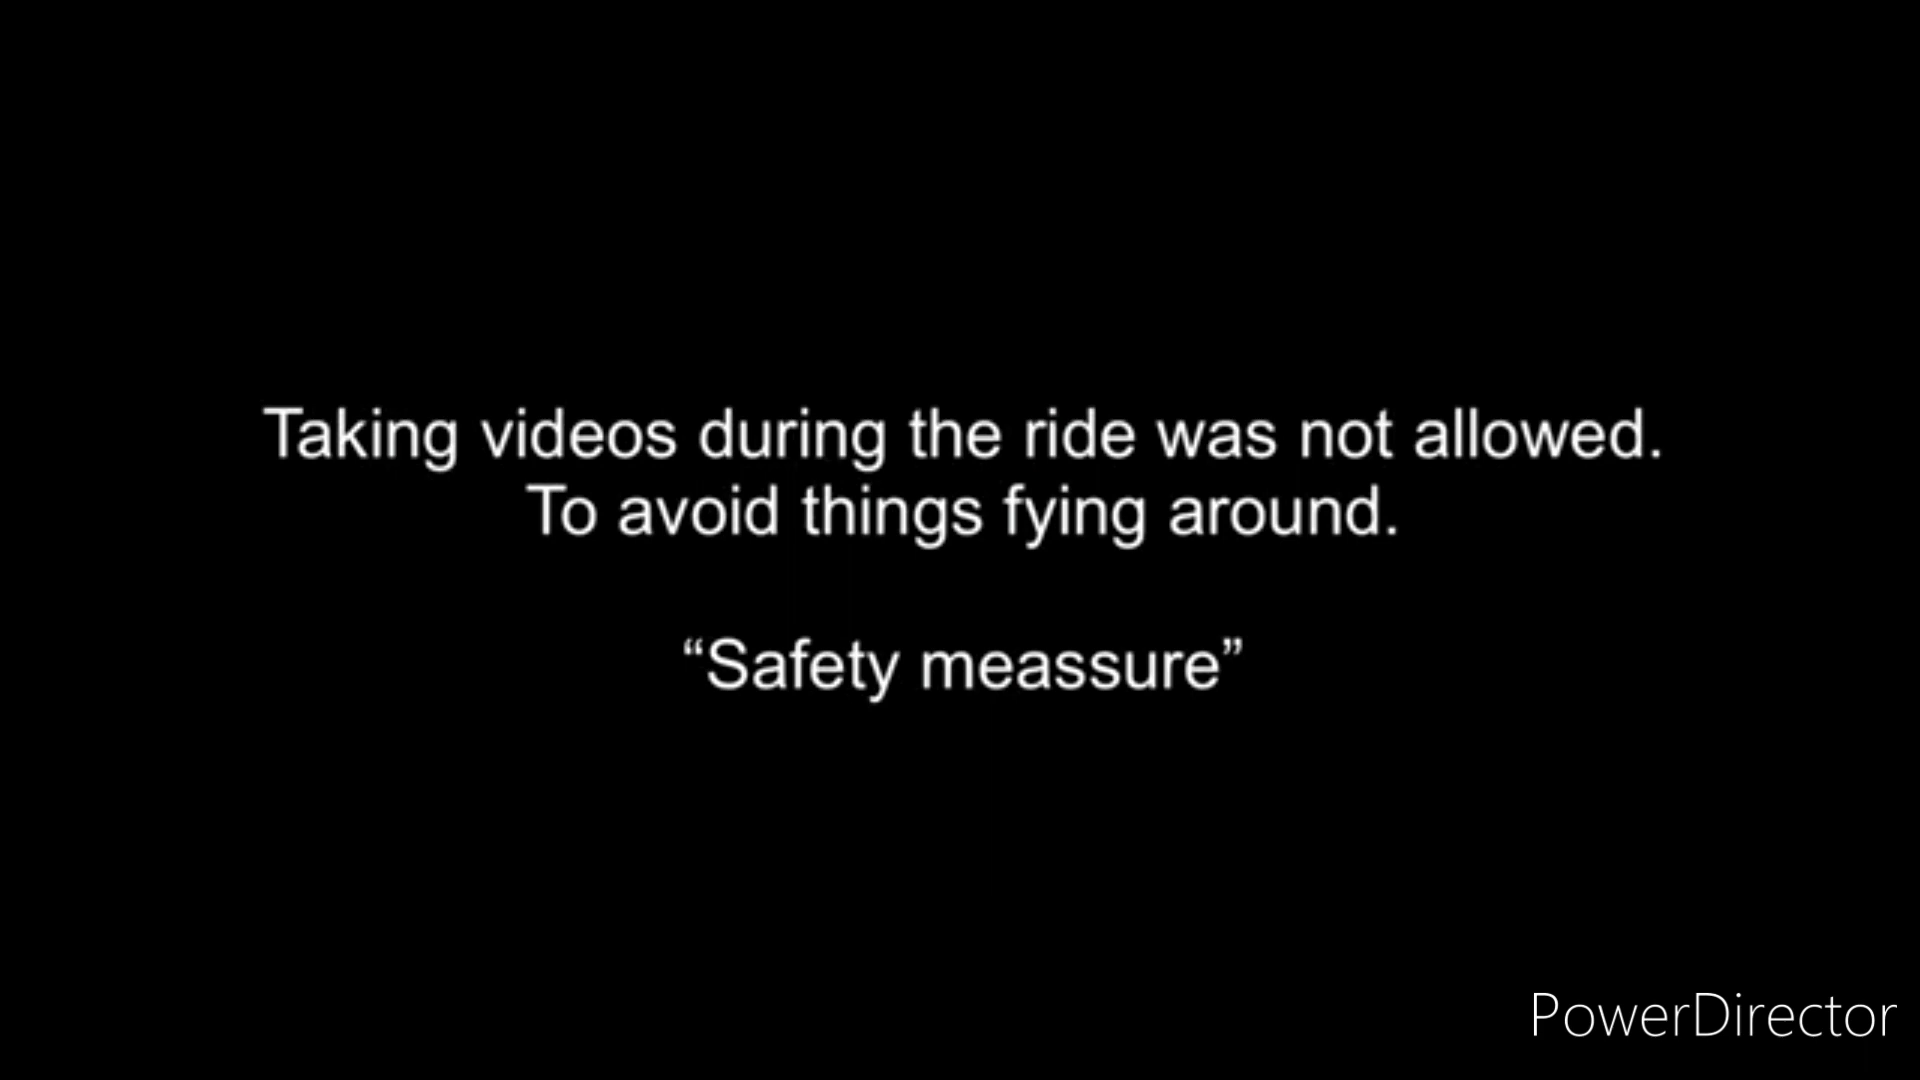 Taking videos during the ride was not allowed.
To avoid things fying around.
“Safety meassure”
PowerDirector